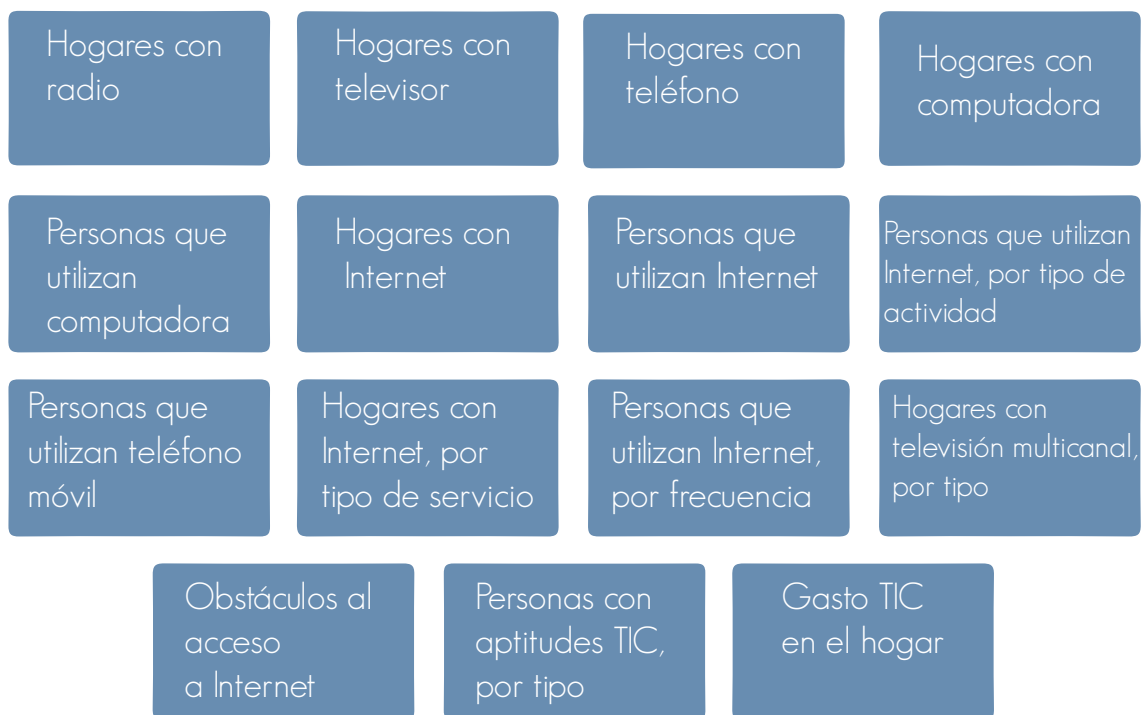 Hogares con
radio
Hogares con
televisor
Hogares con
teléfono
Hogares con
computadora
Personas que
utilizan
computadora
Hogares con
Internet
Personas que
utilizan Internet
Personas que utilizan
Internet, por tipo de
actividad
Personas que
utilizan teléfono
móvil
Hogares con
Internet, por
tipo de servicio
Personas que
utilizan Internet,
por frecuencia
Hogares con
televisión multicanal,
por tipo
Obstáculos al
acceso
a Internet
Personas con
aptitudes TIC,
por tipo
Gasto TIC
en el hogar